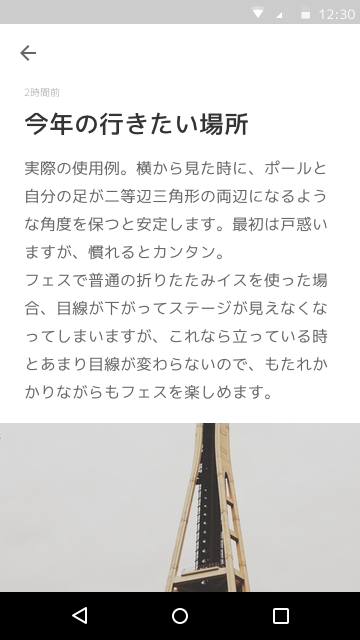 12:30
2時間前
今年の行きたい場所
実際の使用例。横から見た時に、ポールと
自分の足が二等辺三角形の両辺になるよう
な角度を保つと安定します。最初は戸惑い
ますが、慣れるとカンタン。
フェスで普通の折りたたみイスを使った場
合、目線が下がってステージが見えなくな
ってしまいますが、これなら立っている時
とあまり目線が変わらないので、もたれか
かりながらもフェスを楽しめます。